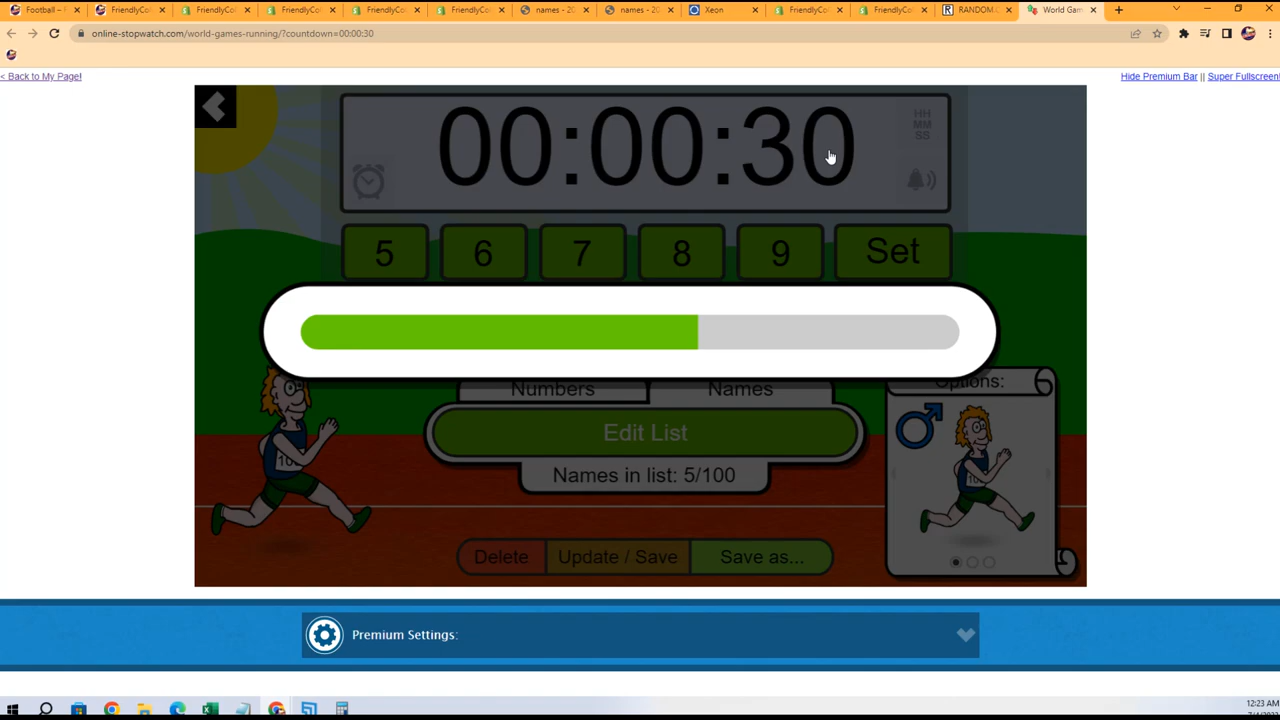 Football –
FriendlyCo
FriendlyCo
FriendlyCo
FriendlyCo
FriendlyCo
names - 20
names - 20
Xeon
FriendlyCo
FriendlyCo
RANDOM.O
World Gam
online-stopwatch.com/world-games-running/?countdown=00:00:30
< Back to My Page!
Hide Premium Bar || Super Fullscreen!
00:00:30
HH
MM
SS
5 6 7 8 9 Set
Numbers Names
Options:
Edit List
Names in list: 5/100
Delete Update / Save Save as...
Premium Settings:
12:23 AM